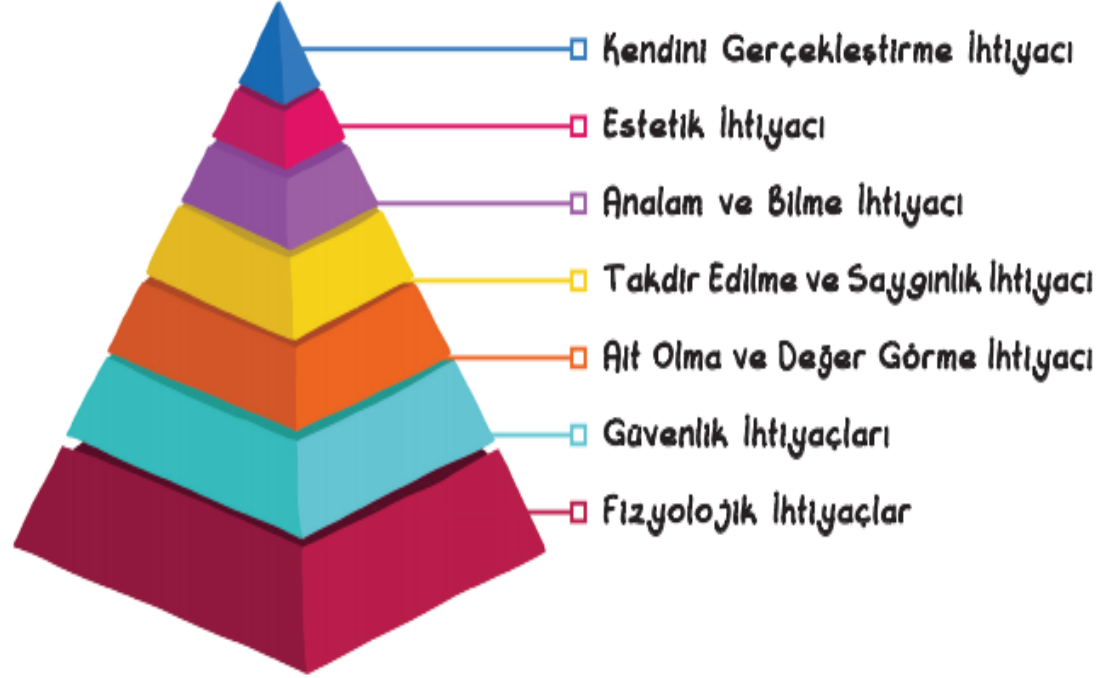 Kendini Gerçekleştirme İhtiyacı
Estetik İhtiyacı
Analam ve Bilme İhtiyacı
Takdir Edilme ve Saygınlık İhtiyacı
Ait Olma ve Değer Görme İhtiyacı
Güvenlik İhtiyaçları
Fizyolojik İhtiyaçlar